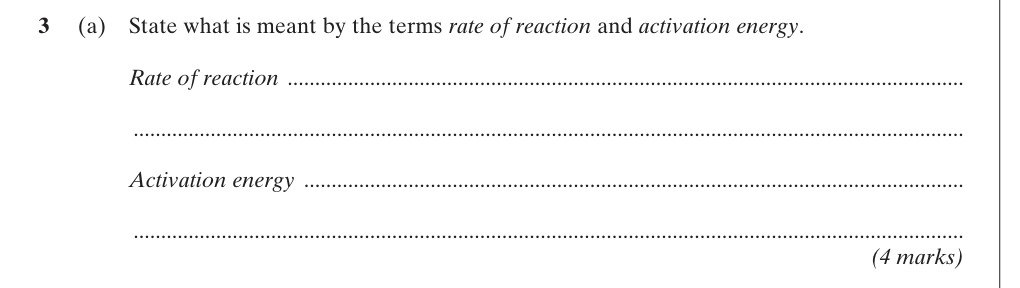 3 (a) State what is meant by the terms rate of reaction and activation energy.
Rate of reaction ..........................................................................................................................
......................................................................................................................................................
Activation energy .......................................................................................................................
......................................................................................................................................................
(4 marks)